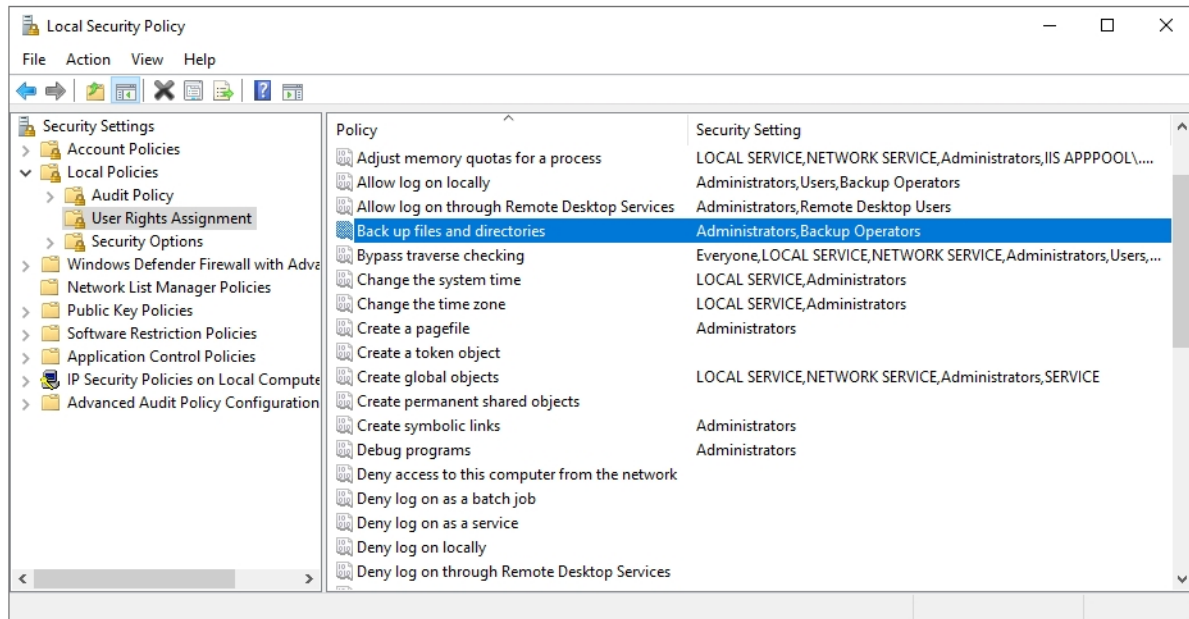 Local Security Policy
File Action View Help
Security Settings
Account Policies
Local Policies
Audit Policy
User Rights Assignment
Security Options
Windows Defender Firewall with Adva
Network List Manager Policies
Public Key Policies
Software Restriction Policies
Application Control Policies
IP Security Policies on Local Compute
Advanced Audit Policy Configuration
Policy Security Setting
Adjust memory quotas for a process LOCAL SERVICE,NETWORK SERVICE,Administrators,IIS APPPOOL\....
Allow log on locally Administrators,Users,Backup Operators
Allow log on through Remote Desktop Services Administrators,Remote Desktop Users
Back up files and directories Administrators,Backup Operators
Bypass traverse checking Everyone,LOCAL SERVICE,NETWORK SERVICE,Administrators,Users,...
Change the system time LOCAL SERVICE,Administrators
Change the time zone LOCAL SERVICE,Administrators
Create a pagefile Administrators
Create a token object
Create global objects LOCAL SERVICE,NETWORK SERVICE,Administrators,SERVICE
Create permanent shared objects
Create symbolic links Administrators
Debug programs Administrators
Deny access to this computer from the network
Deny log on as a batch job
Deny log on as a service
Deny log on locally
Deny log on through Remote Desktop Services